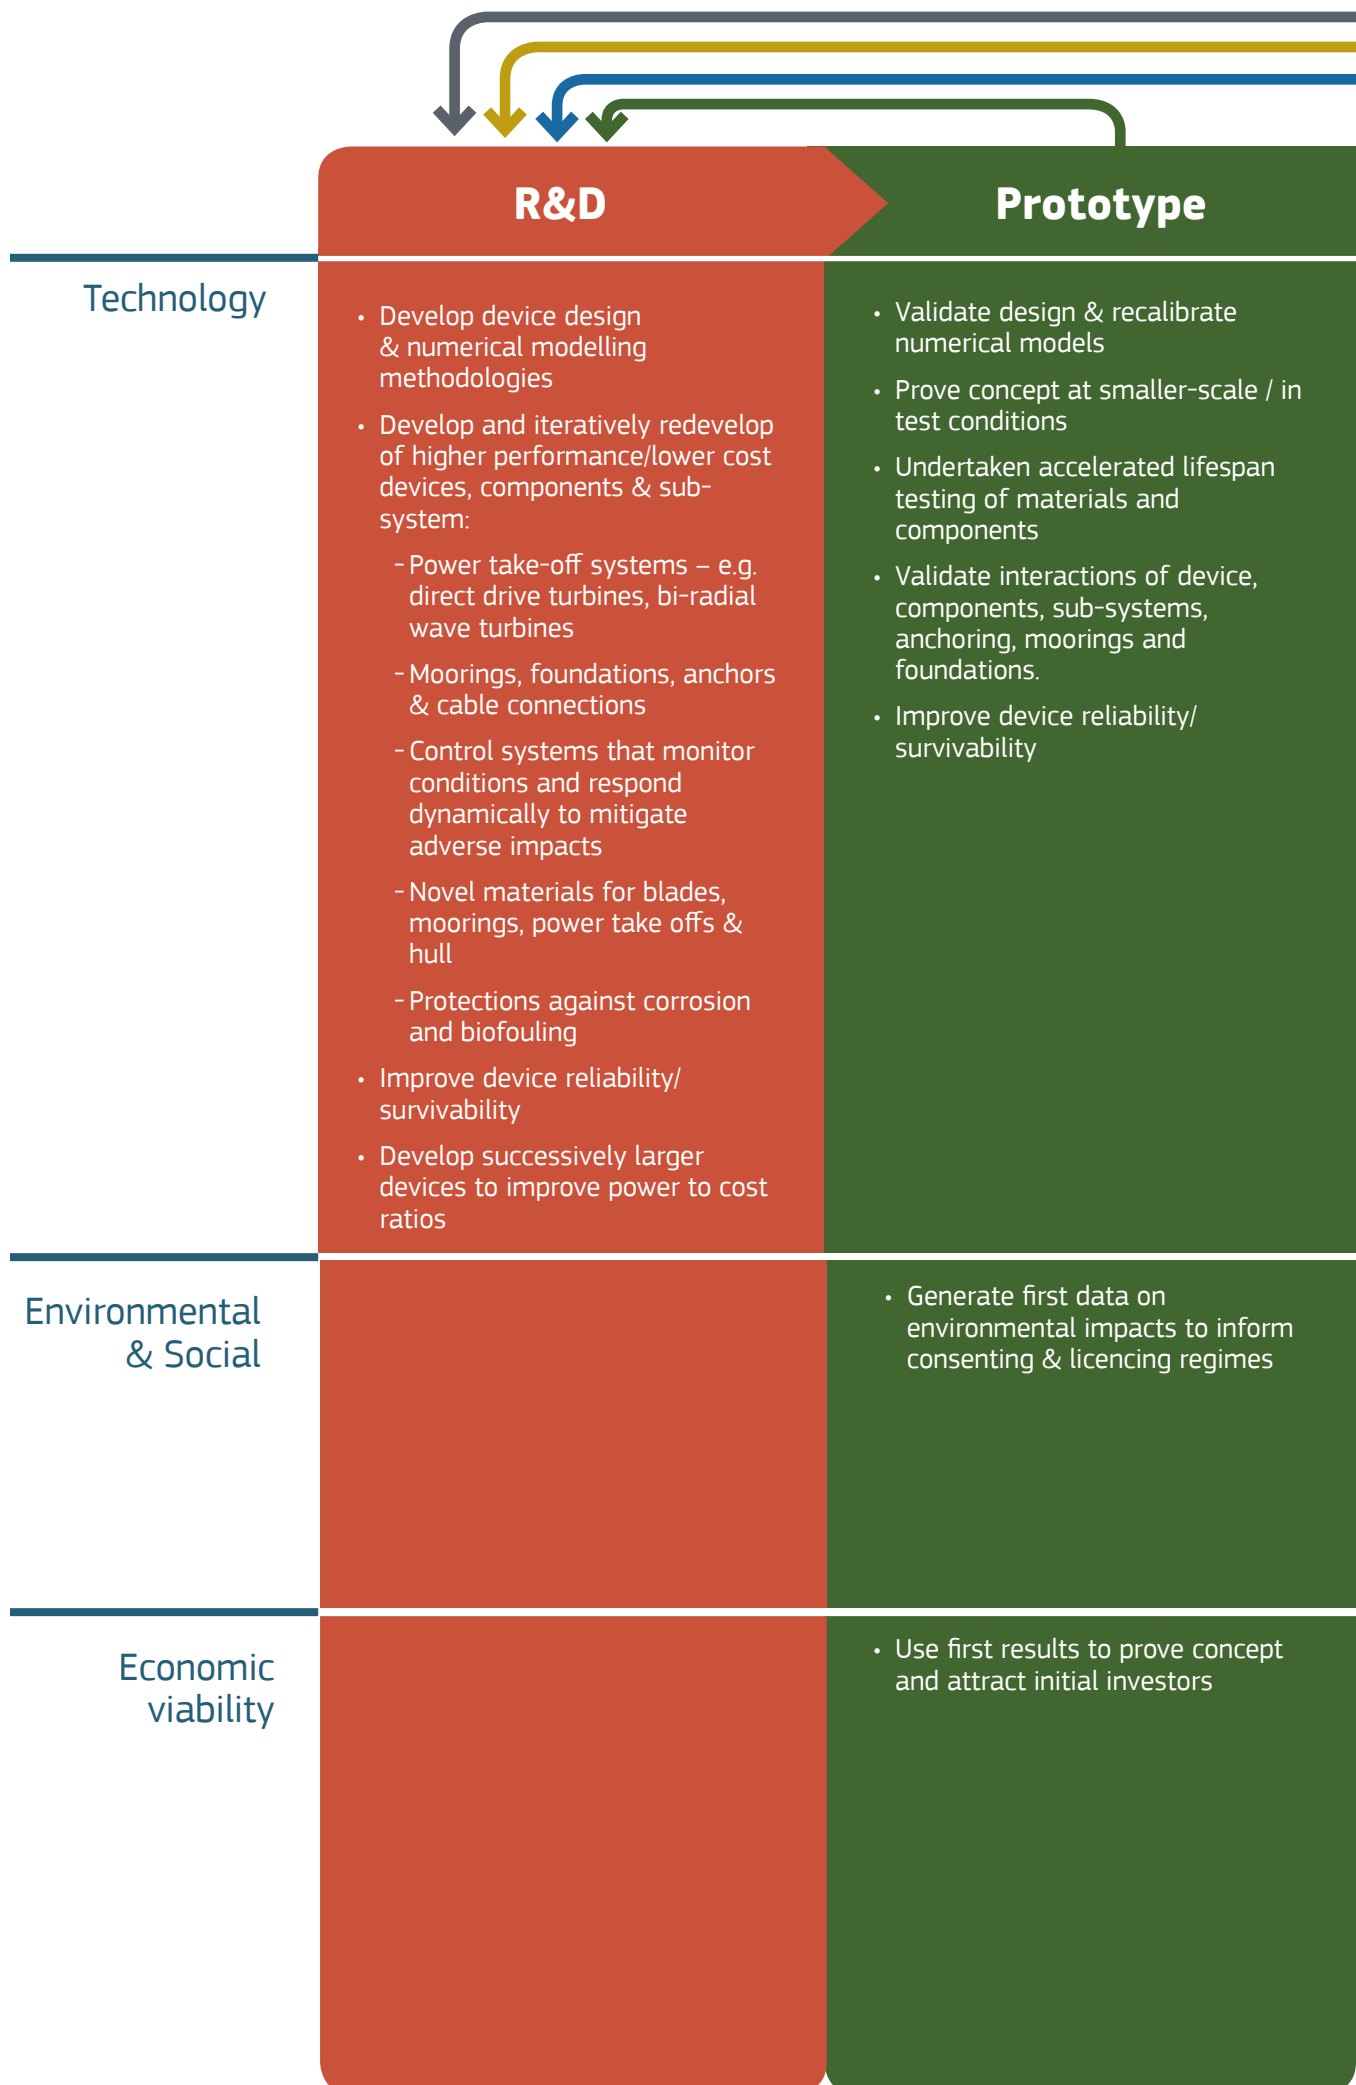 R&D
Prototype
Technology
• Develop device design
& numerical modelling
methodologies
• Develop and iteratively redevelop
of higher performance/lower cost
devices, components & sub-
system:
- Power take-off systems – e.g.
direct drive turbines, bi-radial
wave turbines
- Moorings, foundations, anchors
& cable connections
- Control systems that monitor
conditions and respond
dynamically to mitigate
adverse impacts
- Novel materials for blades,
moorings, power take offs &
hull
- Protections against corrosion
and biofouling
• Improve device reliability/
survivability
• Develop successively larger
devices to improve power to cost
ratios
• Validate design & recalibrate
numerical models
• Prove concept at smaller-scale / in
test conditions
• Undertaken accelerated lifespan
testing of materials and
components
• Validate interactions of device,
components, sub-systems,
anchoring, moorings and
foundations.
• Improve device reliability/
survivability
Environmental
& Social
• Generate first data on
environmental impacts to inform
consenting & licencing regimes
Economic
viability
• Use first results to prove concept
and attract initial investors